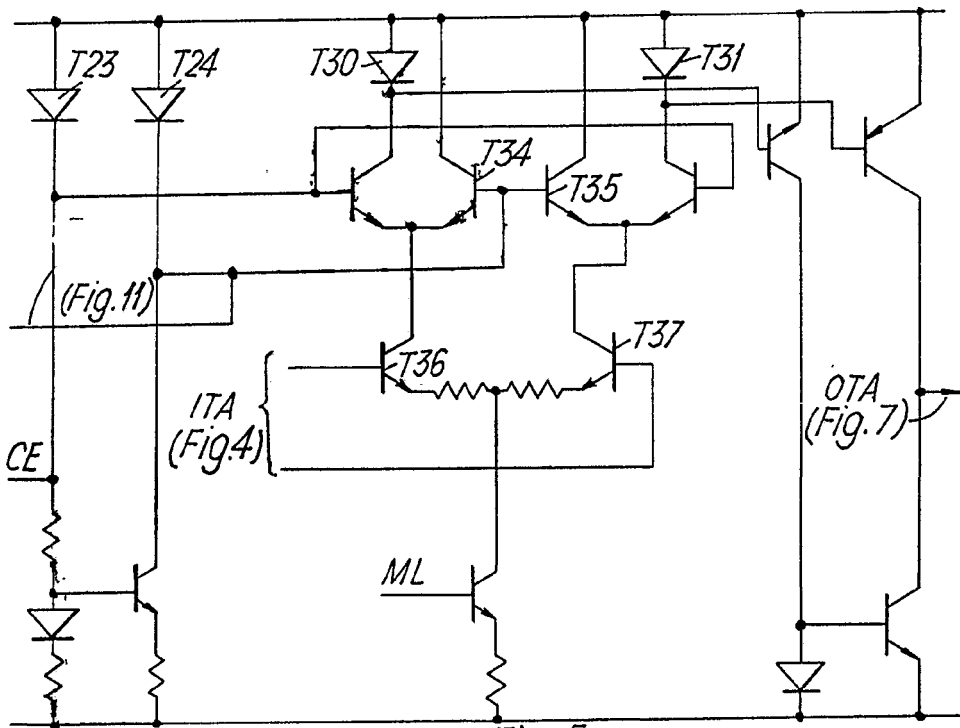 T23
T24
T30
T31
T34
T35
(Fig.11)
T36
T37
ITA
(Fig.4)
OTA
(Fig.7)
CE
ML